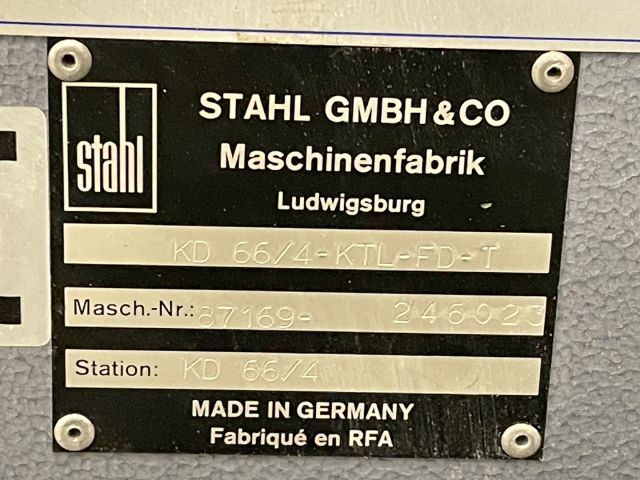 stahl
STAHL GMBH & CO
Maschinenfabrik
Ludwigsburg
KD 66/4-KTL-FD-T
Masch.-Nr.: 87169- 246023
Station: KD 66/4
MADE IN GERMANY
Fabriqué en RFA